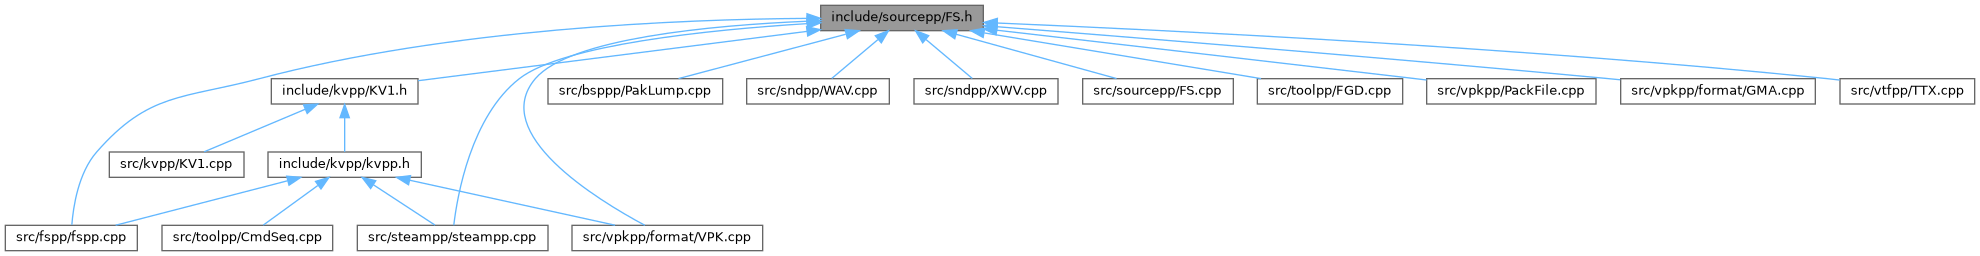 include/sourcepp/FS.h
include/kvpp/KV1.h
src/bsppp/PakLump.cpp
src/sndpp/WAV.cpp
src/sndpp/XWV.cpp
src/sourcepp/FS.cpp
src/toolpp/FGD.cpp
src/vpkpp/PackFile.cpp
src/vpkpp/format/GMA.cpp
src/vtfpp/TTX.cpp
src/kvpp/KV1.cpp
include/kvpp/kvpp.h
src/fspp/fspp.cpp
src/toolpp/CmdSeq.cpp
src/steampp/steampp.cpp
src/vpkpp/format/VPK.cpp